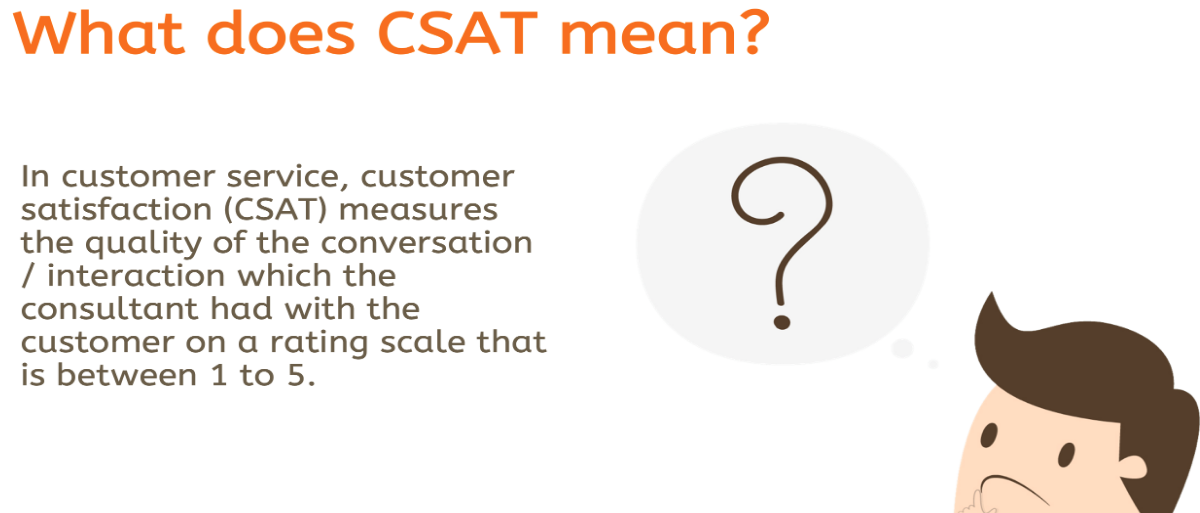 What does CSAT mean?
In customer service, customer
satisfaction (CSAT) measures
the quality of the conversation
/ interaction which the
consultant had with the
customer on a rating scale that
is between 1 to 5.
?